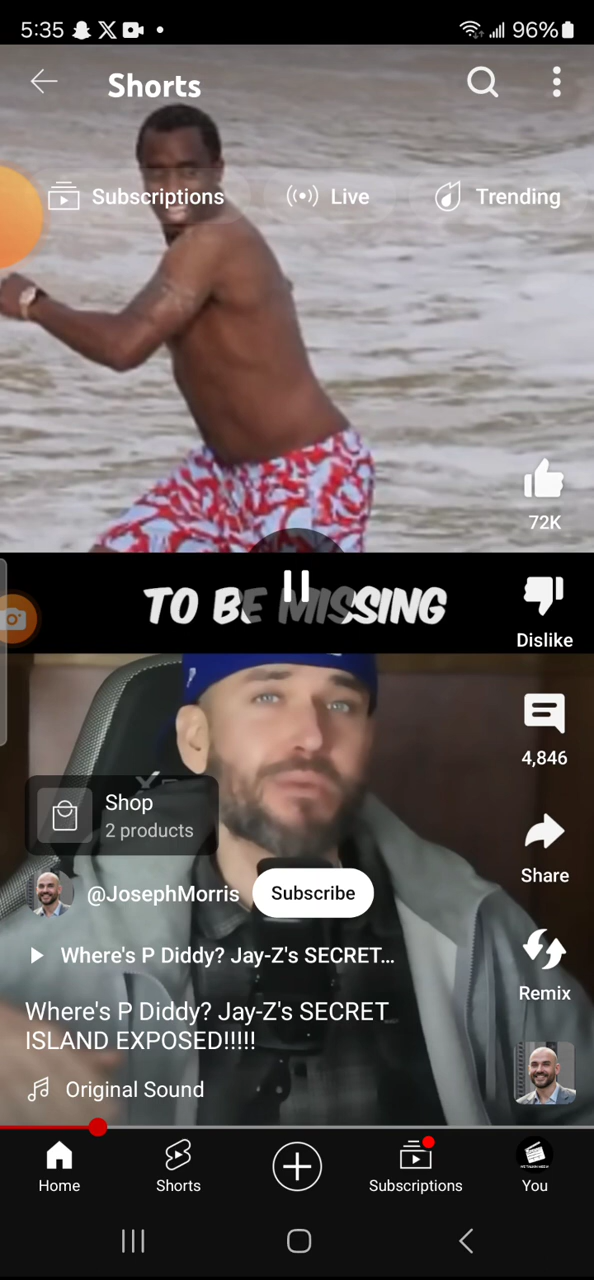 5:35
96%
Shorts
Subscriptions
Live
Trending
72K
TO BE MISSING
Dislike
4,846
Shop
2 products
Share
@JosephMorris
Subscribe
Where's P Diddy? Jay-Z's SECRET...
Remix
Where's P Diddy? Jay-Z's SECRET
ISLAND EXPOSED!!!!!
Original Sound
Home
Shorts
Subscriptions
You